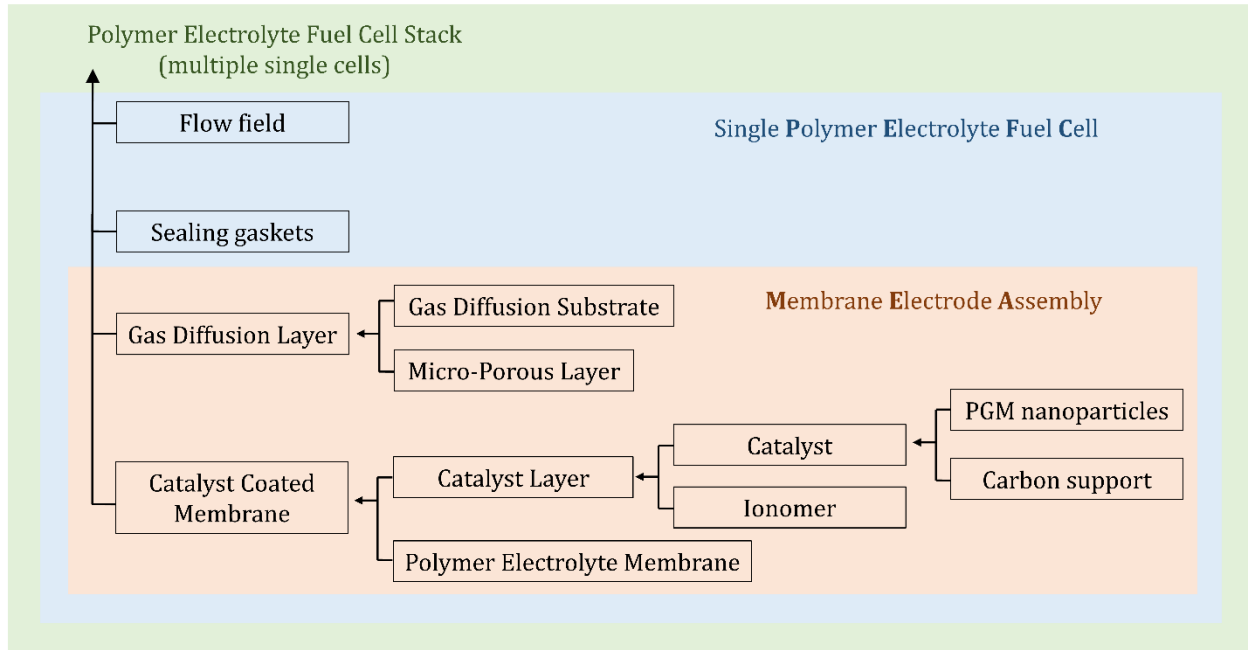 Polymer Electrolyte Fuel Cell Stack
(multiple single cells)
Flow field
Single Polymer Electrolyte Fuel Cell
Sealing gaskets
Membrane Electrode Assembly
Gas Diffusion Substrate
Gas Diffusion Layer
Micro-Porous Layer
PGM nanoparticles
Catalyst
Catalyst Coated
Membrane
Catalyst Layer
Carbon support
Ionomer
Polymer Electrolyte Membrane